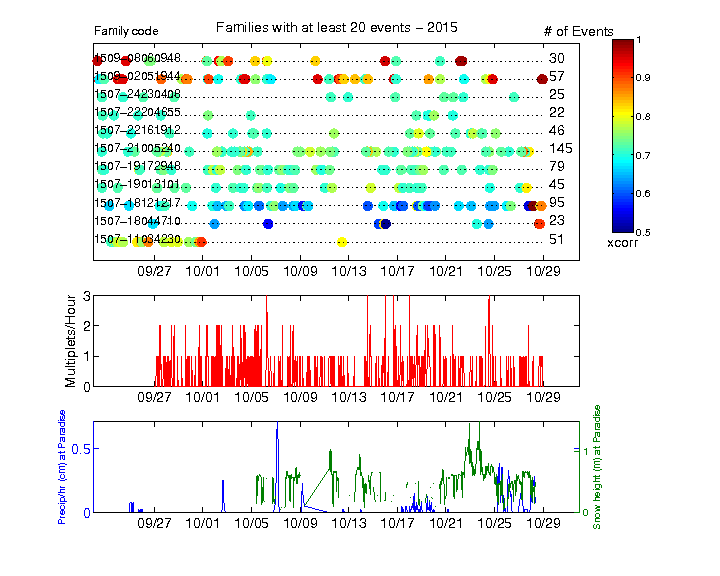 Families with at least 20 events – 2015
Family code
# of Events
1509–08060948 30
1508–02051944 57
1507–24230408 25
1507–22204655 22
1507–22161912 46
1507–21005240 145
1507–19172948 79
1507–19013101 45
1507–18121217 95
1507–18044710 23
1507–11034230 51
09/27 10/01 10/05 10/09 10/13 10/17 10/21 10/25 10/29
1
0.9
0.8
0.7
0.6
0.5
xcorr
Multiplets/Hour
3
2
1
0
09/27 10/01 10/05 10/09 10/13 10/17 10/21 10/25 10/29
Precip/hr (cm) at Paradise
0.5
0
1
0
Snow height (m) at Paradise
09/27 10/01 10/05 10/09 10/13 10/17 10/21 10/25 10/29